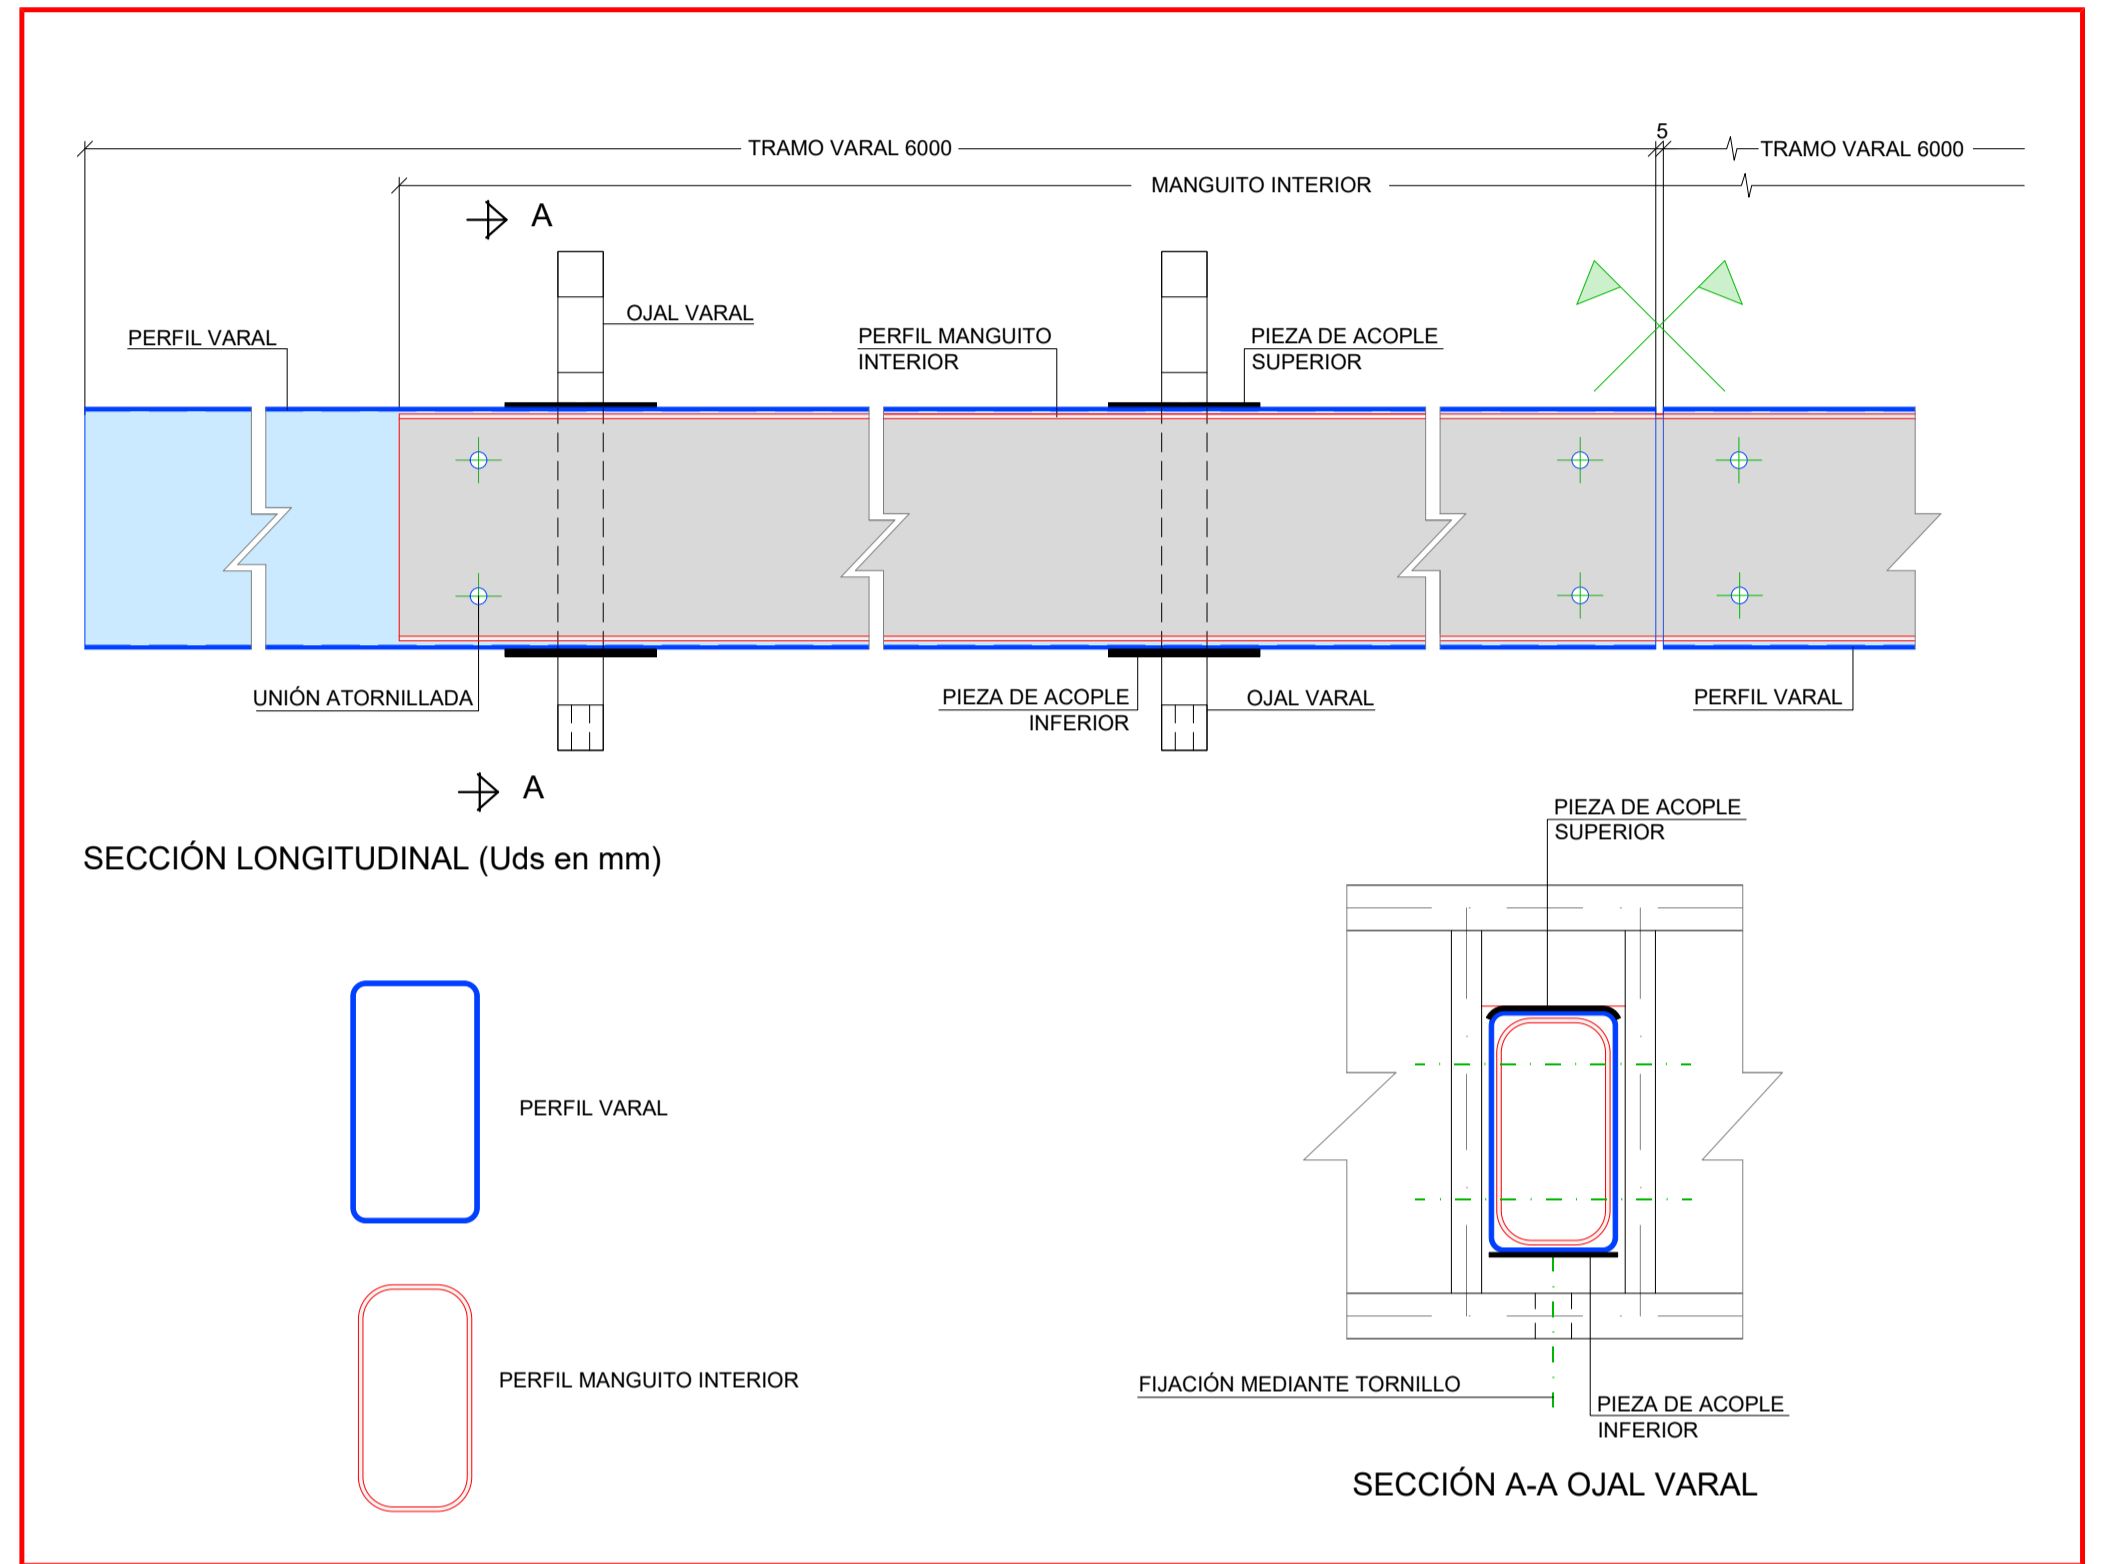 5
TRAMO VARAL 6000
TRAMO VARAL 6000
MANGUITO INTERIOR
A
OJAL VARAL
PERFIL VARAL
PERFIL MANGUITO
INTERIOR
PIEZA DE ACOPLE
SUPERIOR
UNIÓN ATORNILLADA
PIEZA DE ACOPLE
INFERIOR
OJAL VARAL
PERFIL VARAL
A
SECCIÓN LONGITUDINAL (Uds en mm)
PIEZA DE ACOPLE
SUPERIOR
PERFIL VARAL
PERFIL MANGUITO INTERIOR
FIJACIÓN MEDIANTE TORNILLO
PIEZA DE ACOPLE
INFERIOR
SECCIÓN A-A OJAL VARAL